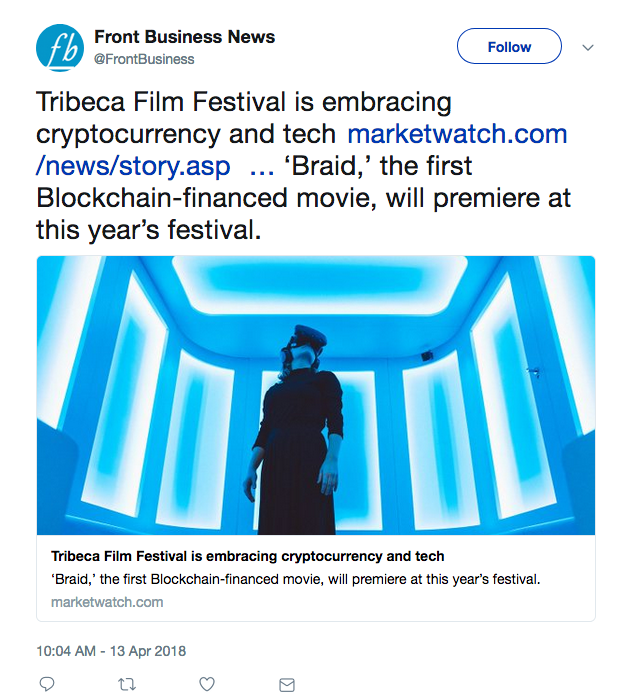 fb
Front Business News
@FrontBusiness
Follow
Tribeca Film Festival is embracing
cryptocurrency and tech marketwatch.com
/news/story.asp ... ‘Braid,’ the first
Blockchain-financed movie, will premiere at
this year’s festival.
Tribeca Film Festival is embracing cryptocurrency and tech
‘Braid,’ the first Blockchain-financed movie, will premiere at this year’s festival.
marketwatch.com
10:04 AM - 13 Apr 2018